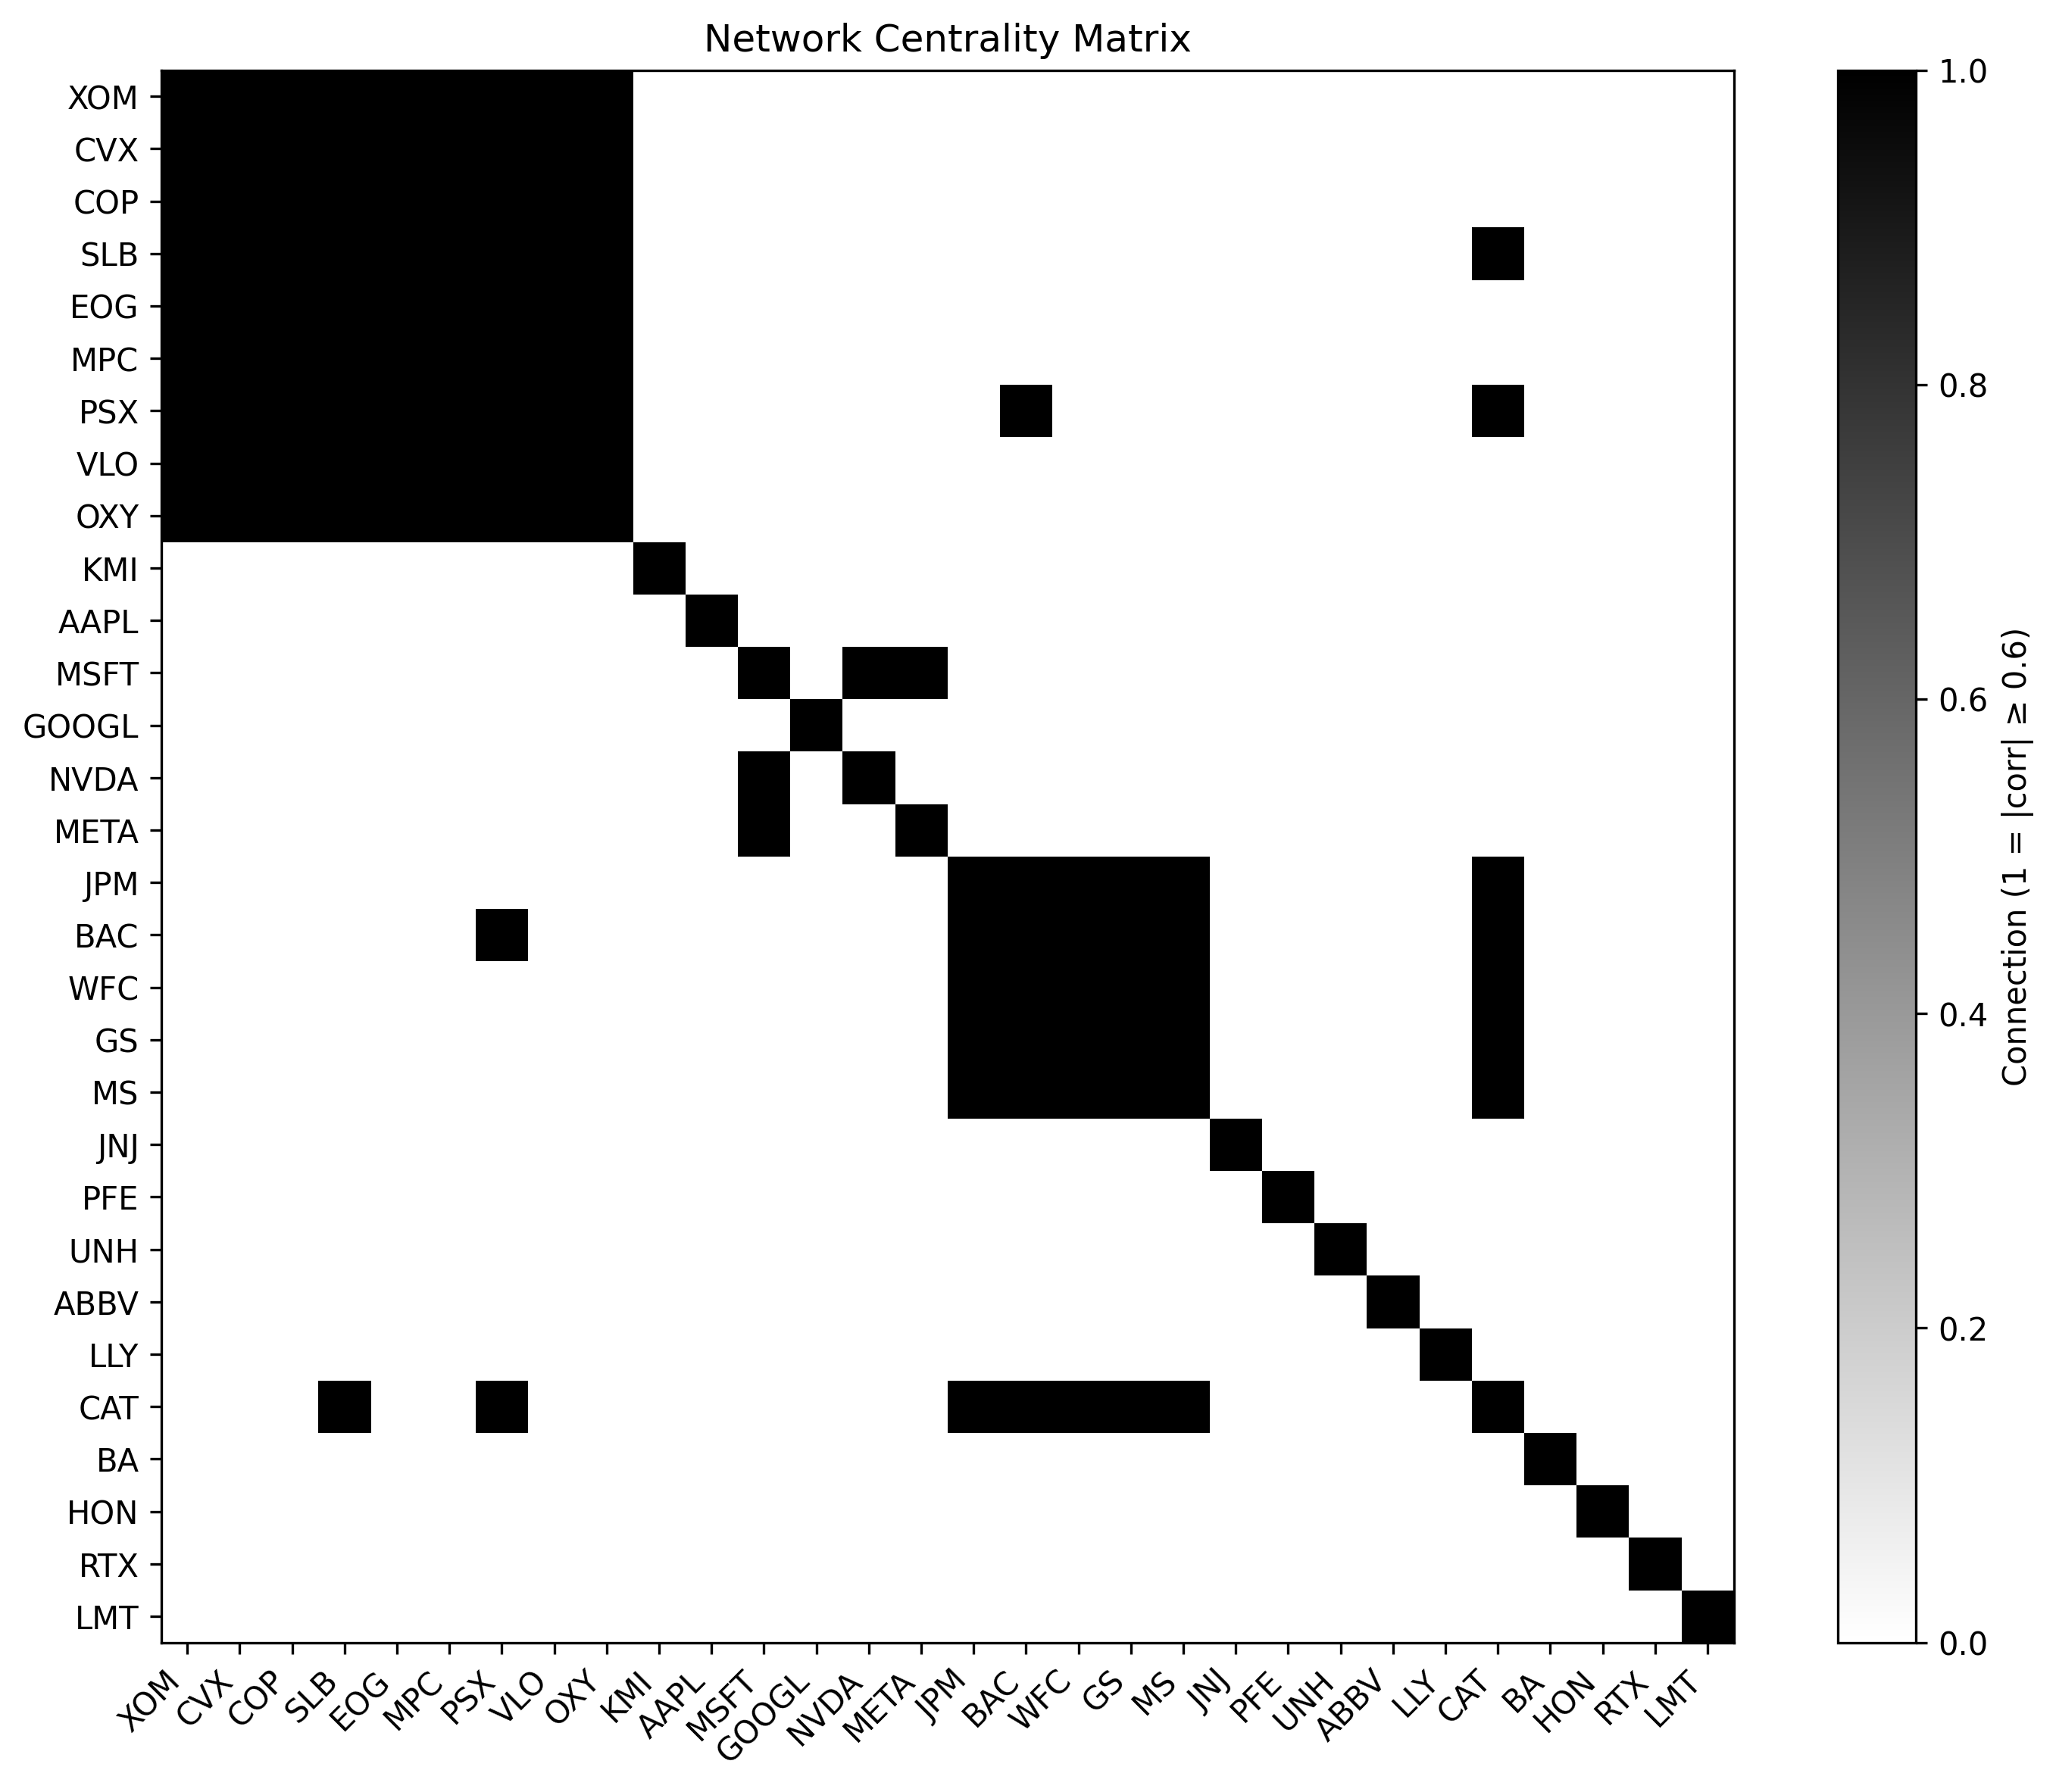 Network Centrality Matrix
XOM
CVX
COP
SLB
EOG
MPC
PSX
VLO
OXY
KMI
AAPL
MSFT
GOOGL
NVDA
META
JPM
BAC
WFC
GS
MS
JNJ
PFE
UNH
ABBV
LLY
CAT
BA
HON
RTX
LMT
XOM CVX COP SLB EOG MPC PSX VLO OXY KMI AAPL MSFT GOOGL NVDA META JPM BAC WFC GS MS JNJ PFE UNH ABBV LLY CAT BA HON RTX LMT
1.0
0.8
0.6
0.4
0.2
0.0
Connection (1 = |corr| ≥ 0.6)